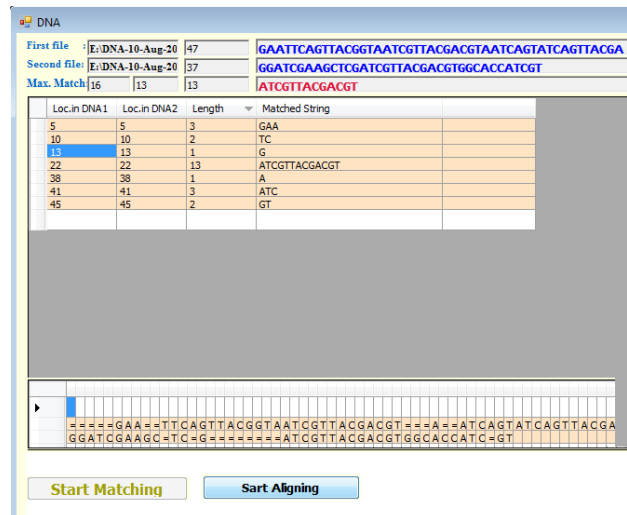 DNA
First file : E:\DNA-10-Aug-20 47 GAATTCAGTTACGGTAATCGTTACGACGTAATCAGTATCAGTTACGA
Second file: E:\DNA-10-Aug-20 37 GGATCGAAGCTCGATCGTTACGACGTGGCACCATCGT
Max. Match: 16 13 13 ATCGTTACGACGT
Loc.in DNA1 Loc.in DNA2 Length Matched String
5 5 3 GAA
10 10 2 TC
13 13 1 G
22 22 13 ATCGTTACGACGT
38 38 1 A
41 41 3 ATC
45 45 2 GT
=====GAA==TTCAGTTACGGTAATCGTTACGACGT===A==ATCAGTATCAGTTACGA
GGATCGAAGC=TC=G========ATCGTTACGACGTGGCACCATC=GT
Start Matching Sart Aligning